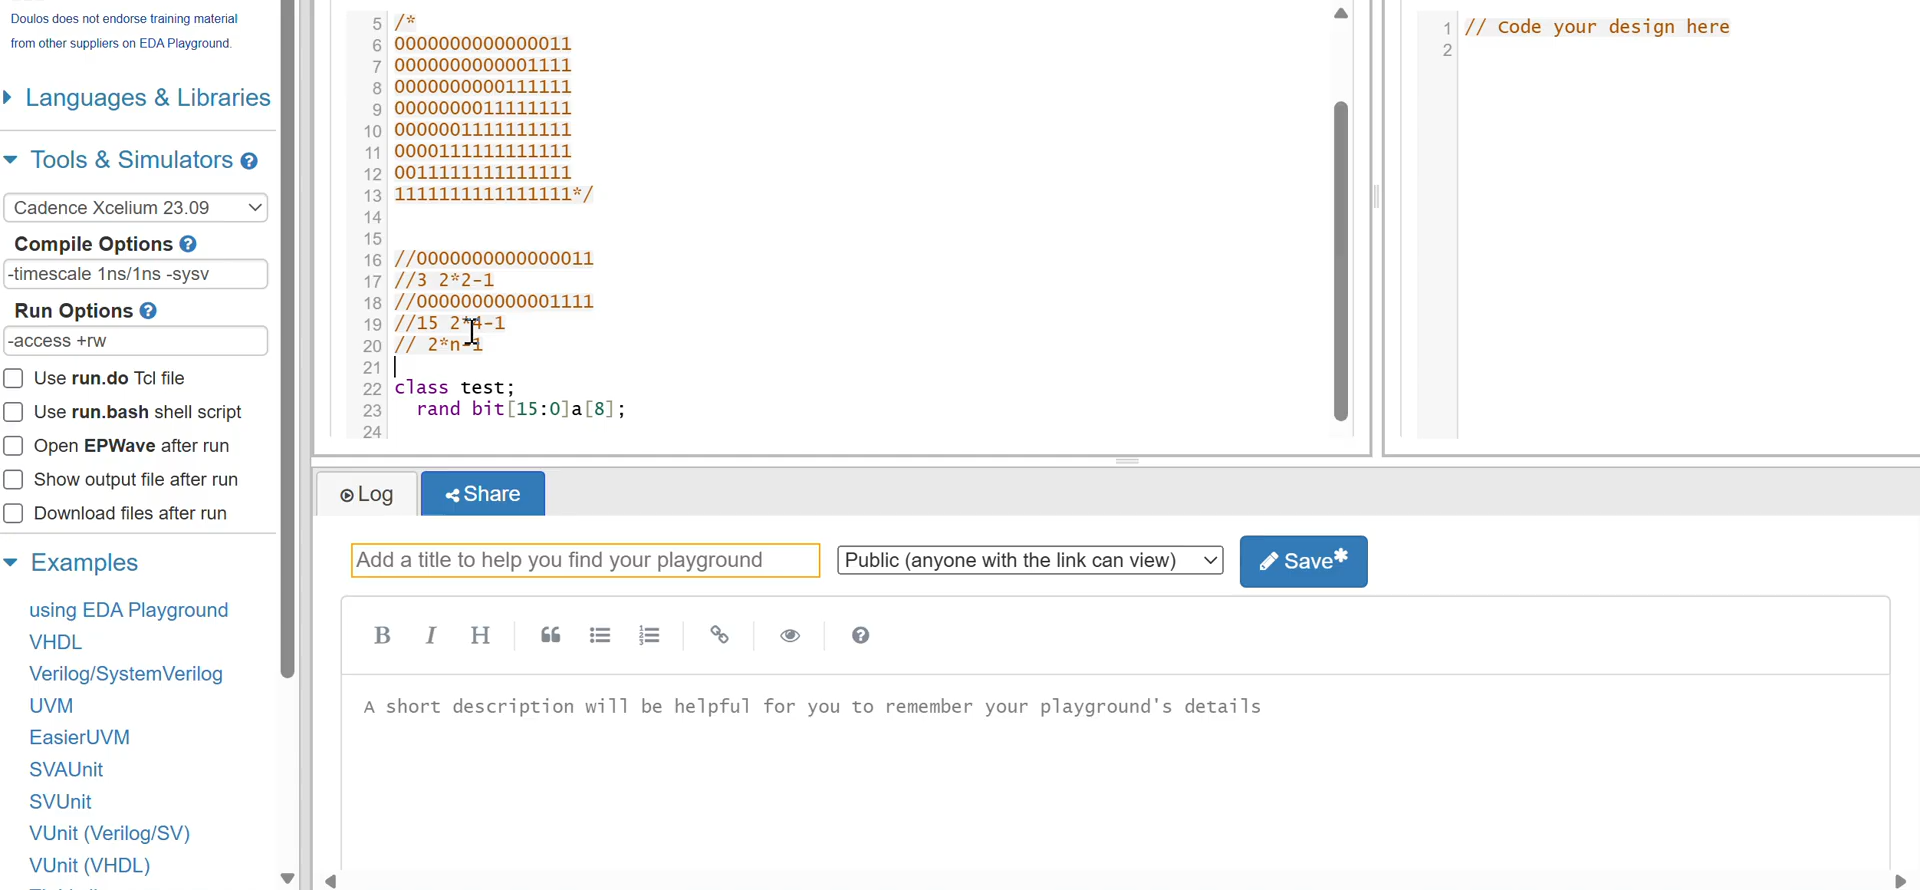 Doulos does not endorse training material
from other suppliers on EDA Playground.
Languages & Libraries
Tools & Simulators
Cadence Xcelium 23.09
Compile Options
-timescale 1ns/1ns -sysv
Run Options
-access +rw
Use run.do Tcl file
Use run.bash shell script
Open EPWave after run
Show output file after run
Download files after run
Examples
using EDA Playground
VHDL
Verilog/SystemVerilog
UVM
EasierUVM
SVAUnit
SVUnit
VUnit (Verilog/SV)
VUnit (VHDL)
5 /*
6 0000000000000011
7 0000000000001111
8 0000000000111111
9 0000000011111111
10 0000001111111111
11 0000111111111111
12 0011111111111111
13 1111111111111111*/
14
15
16 //0000000000000011
17 //3 2*2-1
18 //0000000000001111
19 //15 2*4-1
20 // 2*n-1
21
22 class test;
23 rand bit[15:0]a[8];
24
1 // Code your design here
2
Log
Share
Add a title to help you find your playground
Public (anyone with the link can view)
Save*
B I H
A short description will be helpful for you to remember your playground's details